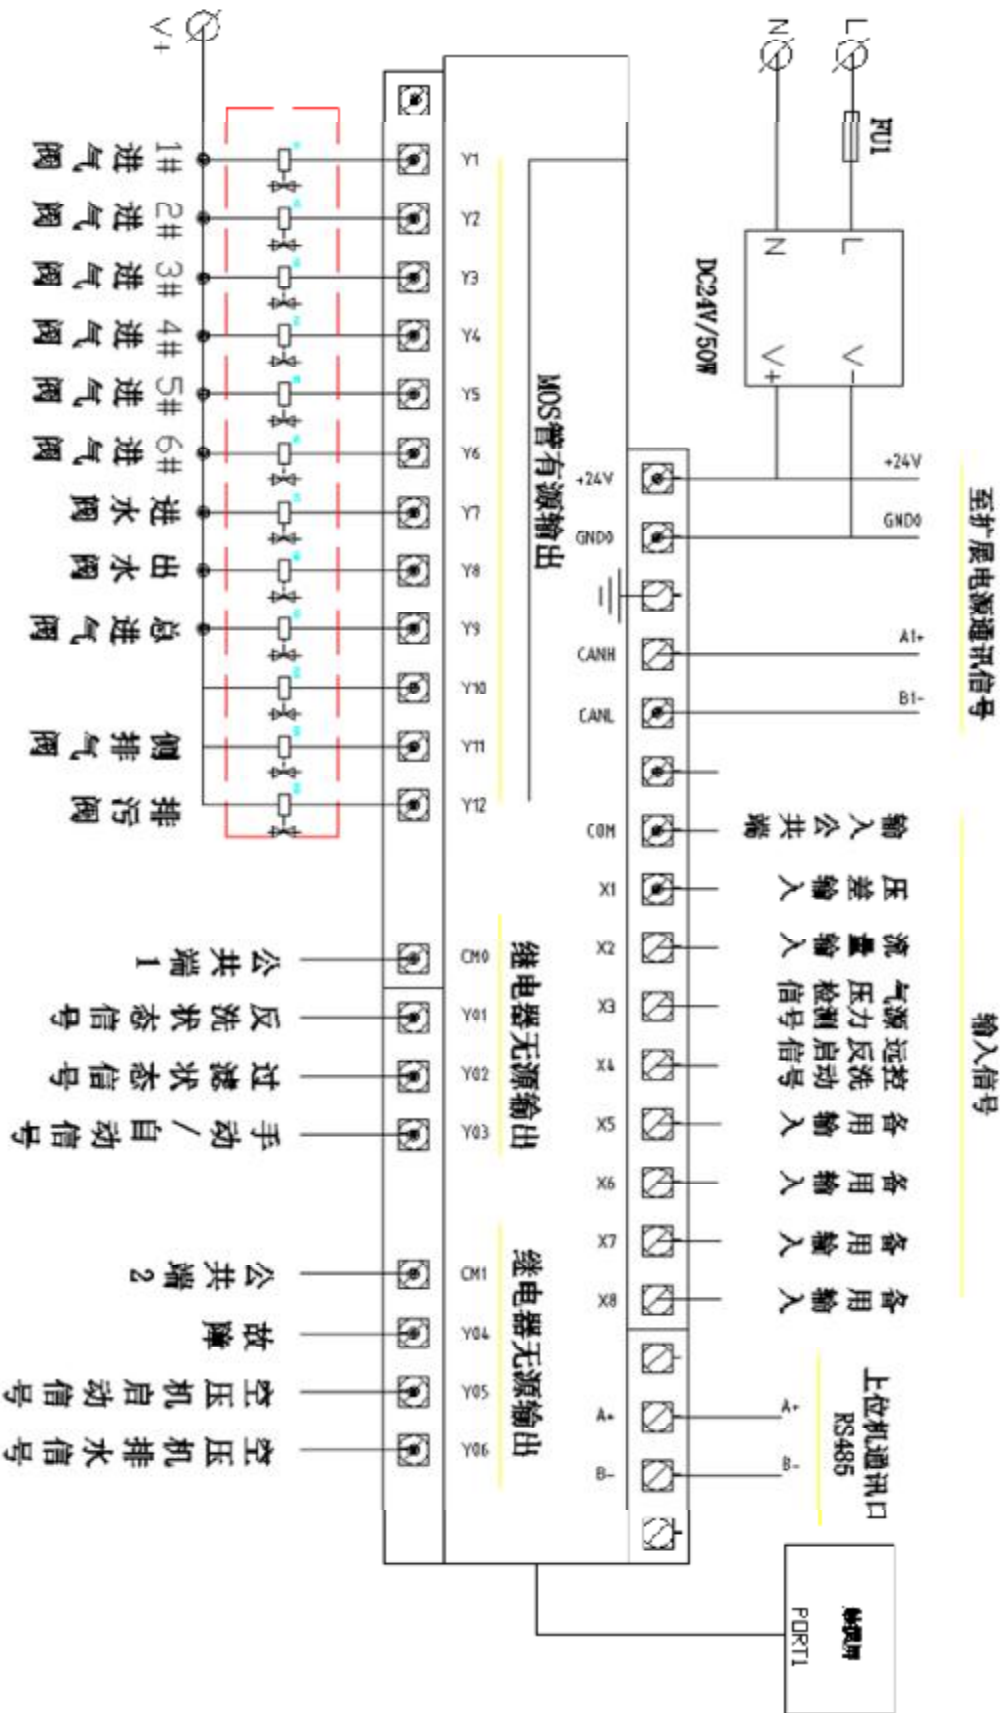 L
N
FU1
L
N
V-
V+
DC24V/50W
+24V
GND0
A1+
B1-
至扩展电源通讯信号
输入公共端
压差输入
流量输入
气源压力检测信号
远控反洗启动信号
备用输入
备用输入
备用输入
备用输入
输入信号
上位机通讯口
RS485
A+
B-
PORT1
+24V
GND0
CANH
CANL
COM
X1
X2
X3
X4
X5
X6
X7
X8
A+
B-
MOS管有源输出
继电器无源输出
继电器无源输出
Y1
Y2
Y3
Y4
Y5
Y6
Y7
Y8
Y9
Y10
Y11
Y12
CM0
Y01
Y02
Y03
CM1
Y04
Y05
Y06
V+
1#进气阀
2#进气阀
3#进气阀
4#进气阀
5#进气阀
6#进气阀
进水阀
出水阀
总进气阀
侧排气阀
排污阀
公共端1
反洗状态信号
过滤状态信号
手动/自动信号
公共端2
故障
空压机启动信号
空压机排水信号